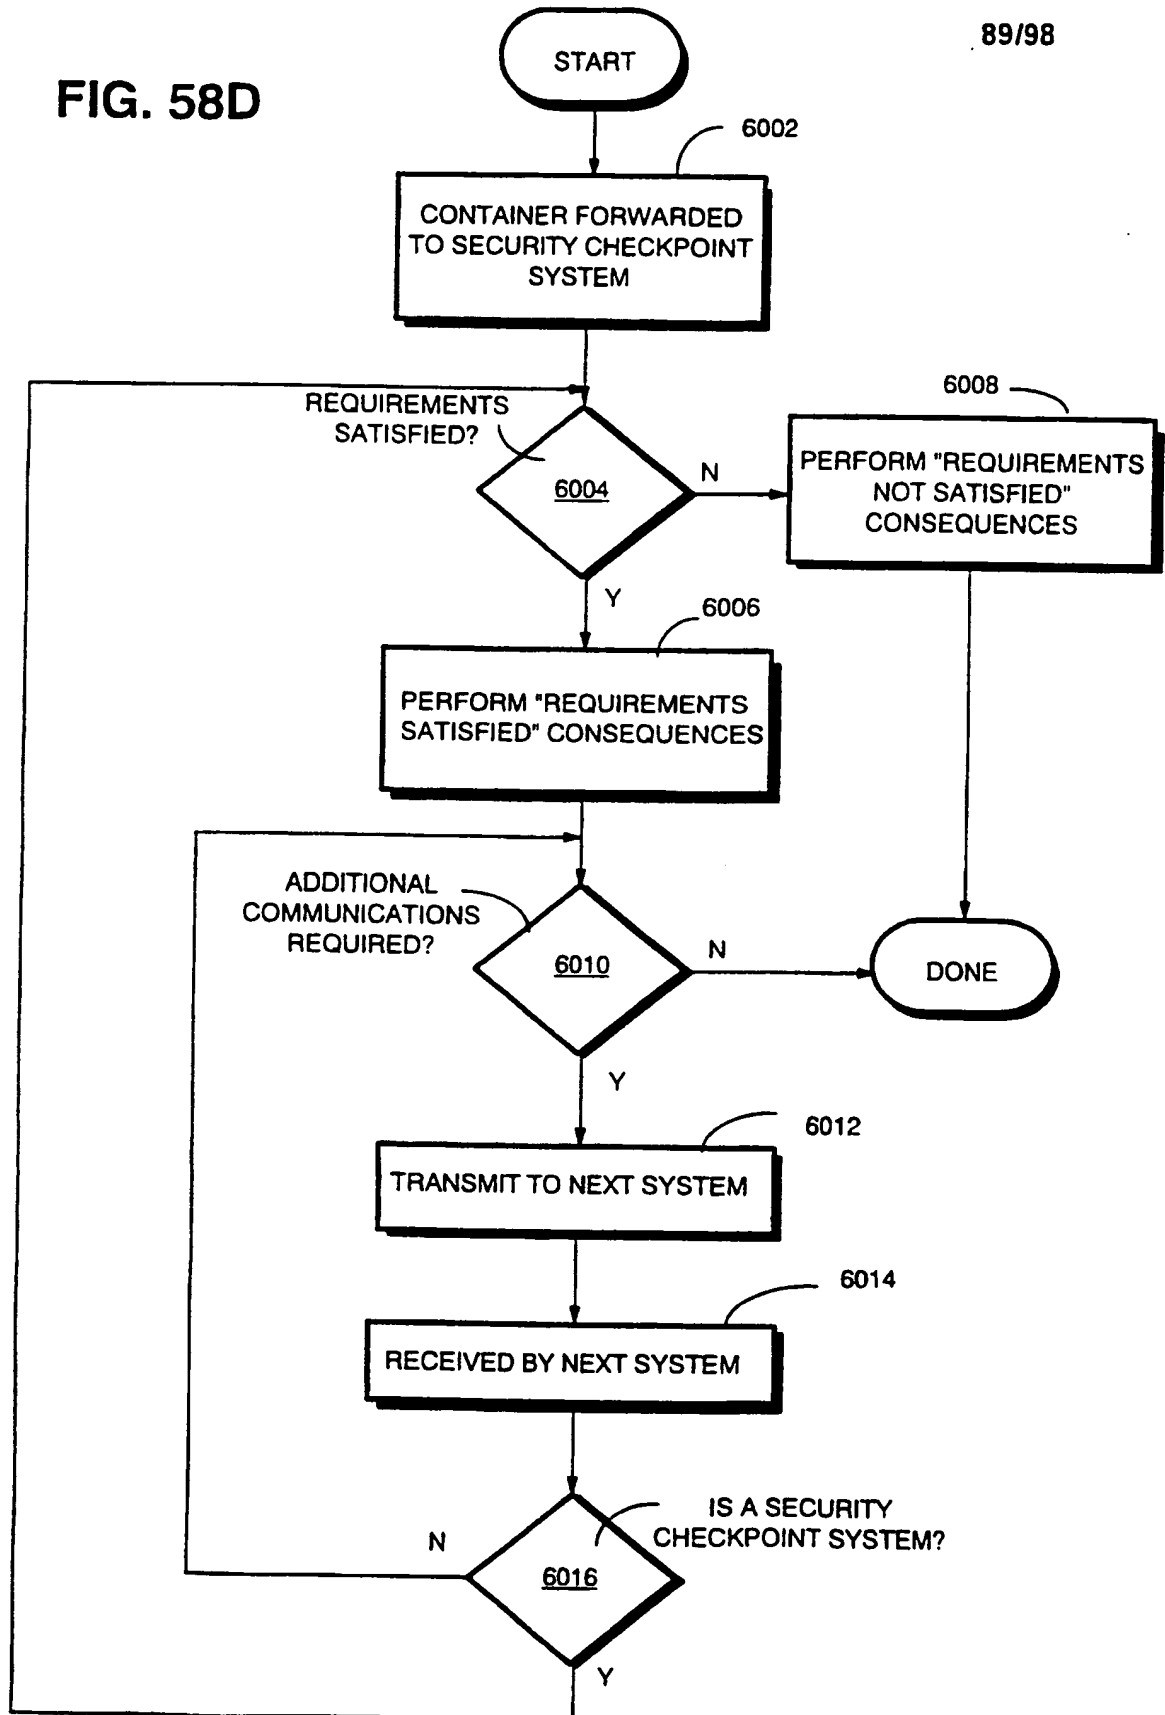 89/98
FIG. 58D
START
6002
CONTAINER FORWARDED
TO SECURITY CHECKPOINT
SYSTEM
REQUIREMENTS
SATISFIED?
6004
N
Y
6008
PERFORM "REQUIREMENTS
NOT SATISFIED"
CONSEQUENCES
6006
PERFORM "REQUIREMENTS
SATISFIED" CONSEQUENCES
ADDITIONAL
COMMUNICATIONS
REQUIRED?
6010
N
DONE
Y
6012
TRANSMIT TO NEXT SYSTEM
6014
RECEIVED BY NEXT SYSTEM
IS A SECURITY
CHECKPOINT SYSTEM?
N
6016
Y